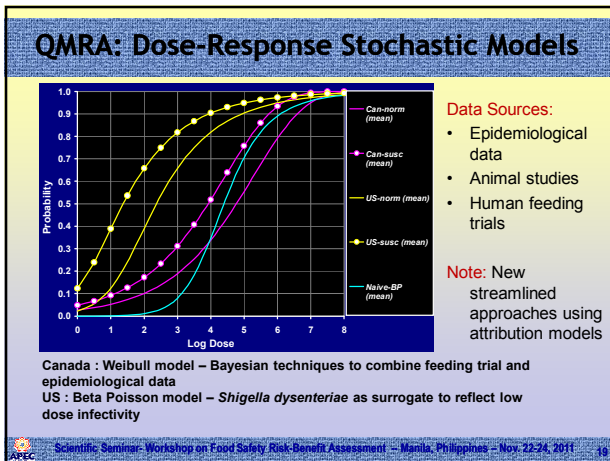 QMRA: Dose-Response Stochastic Models
1.0
0.9
0.8
0.7
0.6
0.5
0.4
0.3
0.2
0.1
0.0
Probability
0 1 2 3 4 5 6 7 8
Log Dose
Can-norm
(mean)
Can-susc
(mean)
US-norm (mean)
US-susc (mean)
Naive-BP
(mean)
Data Sources:
• Epidemiological
data
• Animal studies
• Human feeding
trials
Note: New
streamlined
approaches using
attribution models
Canada : Weibull model – Bayesian techniques to combine feeding trial and
epidemiological data
US : Beta Poisson model – Shigella dysenteriae as surrogate to reflect low
dose infectivity
APEC
Scientific Seminar- Workshop on Food Safety Risk-Benefit Assessment – Manila, Philippines – Nov. 22-24, 2011